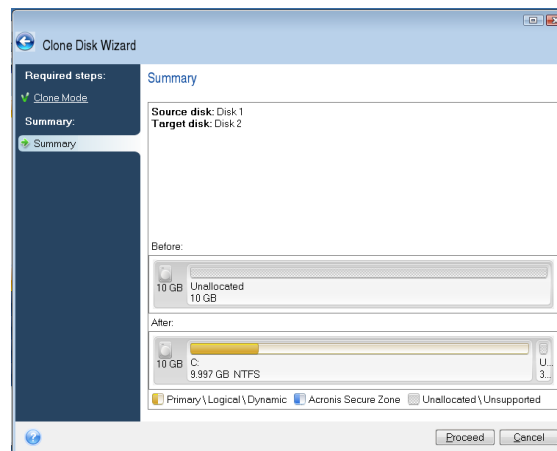 Clone Disk Wizard
Required steps:
Clone Mode
Summary:
Summary
Summary
Source disk: Disk 1
Target disk: Disk 2
Before:
10 GB
Unallocated
10 GB
After:
10 GB
C:
9.997 GB NTFS
U...
3...
Primary \ Logical \ Dynamic
Acronis Secure Zone
Unallocated \ Unsupported
Proceed
Cancel